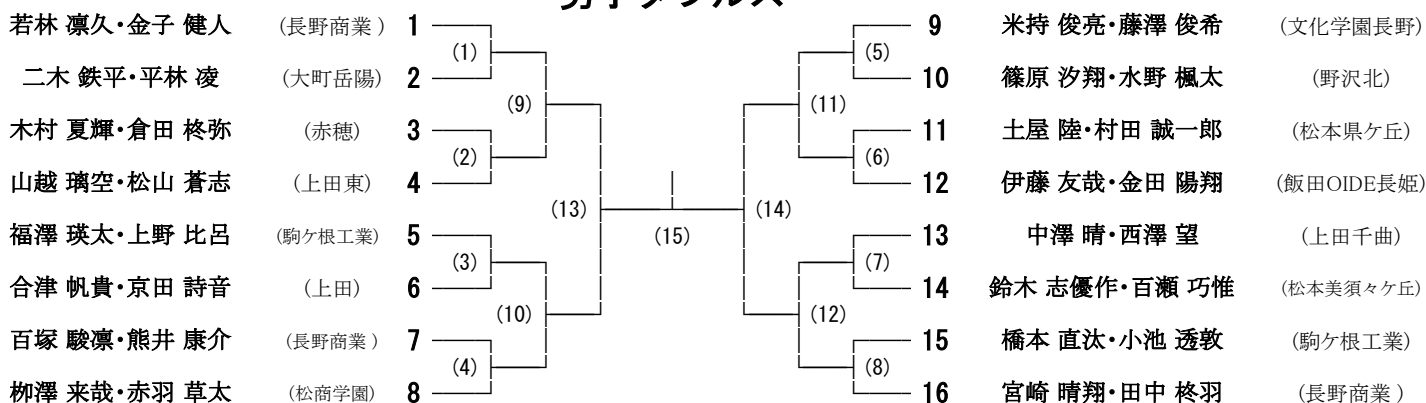 男子ダブルス
若林 凛久・金子 健人 (長野商業 ) 1
二木 鉄平・平林 凌 (大町岳陽) 2
木村 夏輝・倉田 柊弥 (赤穂) 3
山越 璃空・松山 蒼志 (上田東) 4
福澤 瑛太・上野 比呂 (駒ケ根工業) 5
合津 帆貴・京田 詩音 (上田) 6
百塚 駿凛・熊井 康介 (長野商業 ) 7
栁澤 来哉・赤羽 草太 (松商学園) 8
(1)
(2)
(3)
(4)
(9)
(10)
(13)
(15)
(14)
(11)
(12)
(5)
(6)
(7)
(8)
9 米持 俊亮・藤澤 俊希 (文化学園長野)
10 篠原 汐翔・水野 楓太 (野沢北)
11 土屋 陸・村田 誠一郎 (松本県ケ丘)
12 伊藤 友哉・金田 陽翔 (飯田OIDE長姫)
13 中澤 晴・西澤 望 (上田千曲)
14 鈴木 志優作・百瀬 巧惟 (松本美須々ケ丘)
15 橋本 直汰・小池 透敦 (駒ケ根工業)
16 宮崎 晴翔・田中 柊羽 (長野商業 )